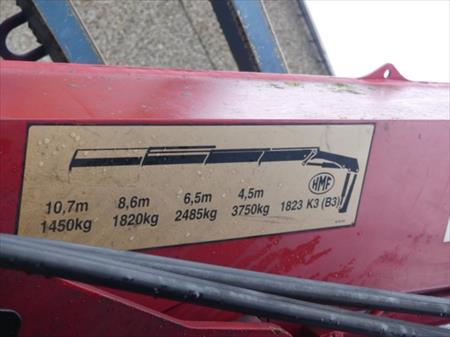 HMF
10,7m 8,6m 6,5m 4,5m
1450kg 1820kg 2485kg 3750kg 1823 K3 (B3)